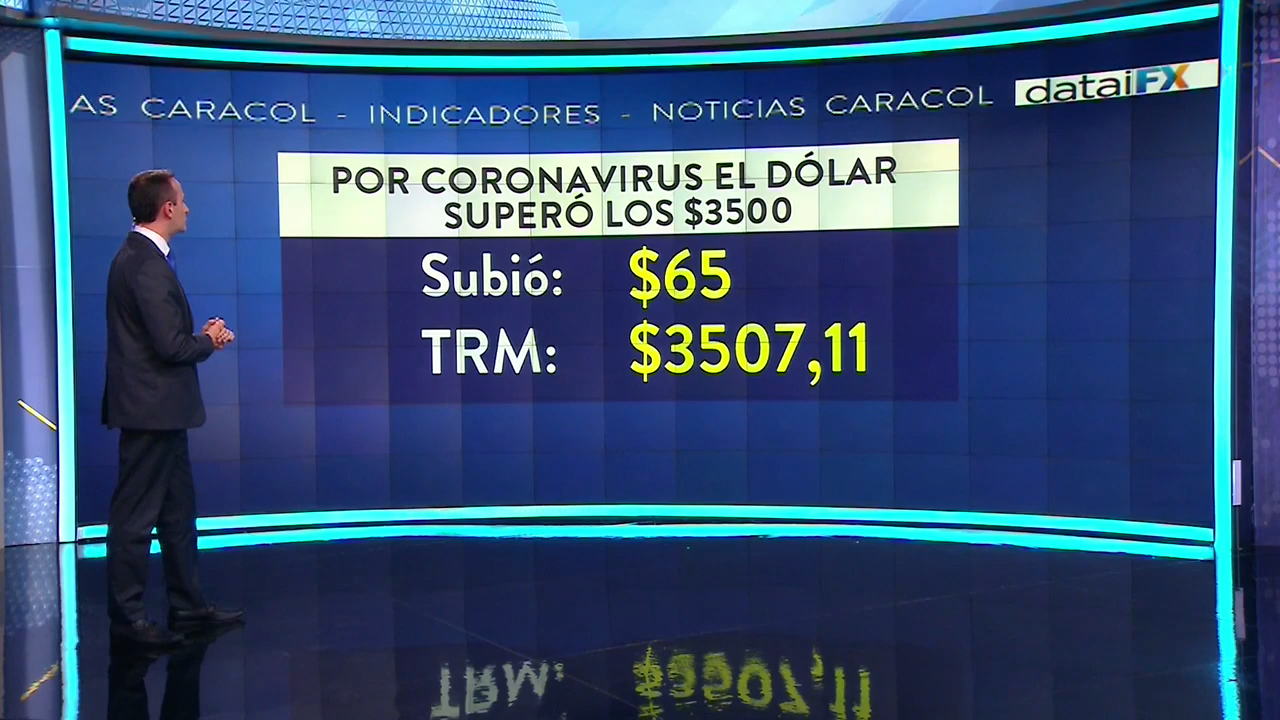 AS CARACOL - INDICADORES - NOTICIAS CARACOL
dataiFX
POR CORONAVIRUS EL DÓLAR
SUPERÓ LOS $3500
Subió: $65
TRM: $3507,11